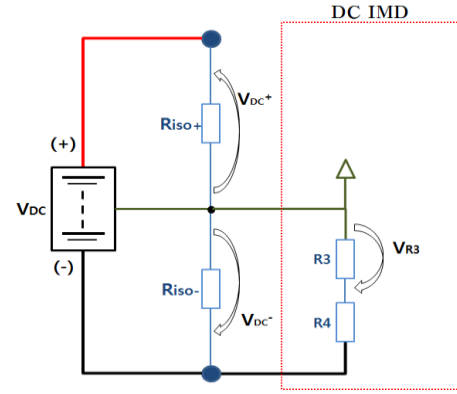 DC IMD
VDC+
Riso+
(+)
VDC
(-)
VR3
R3
Riso-
VDC-
R4